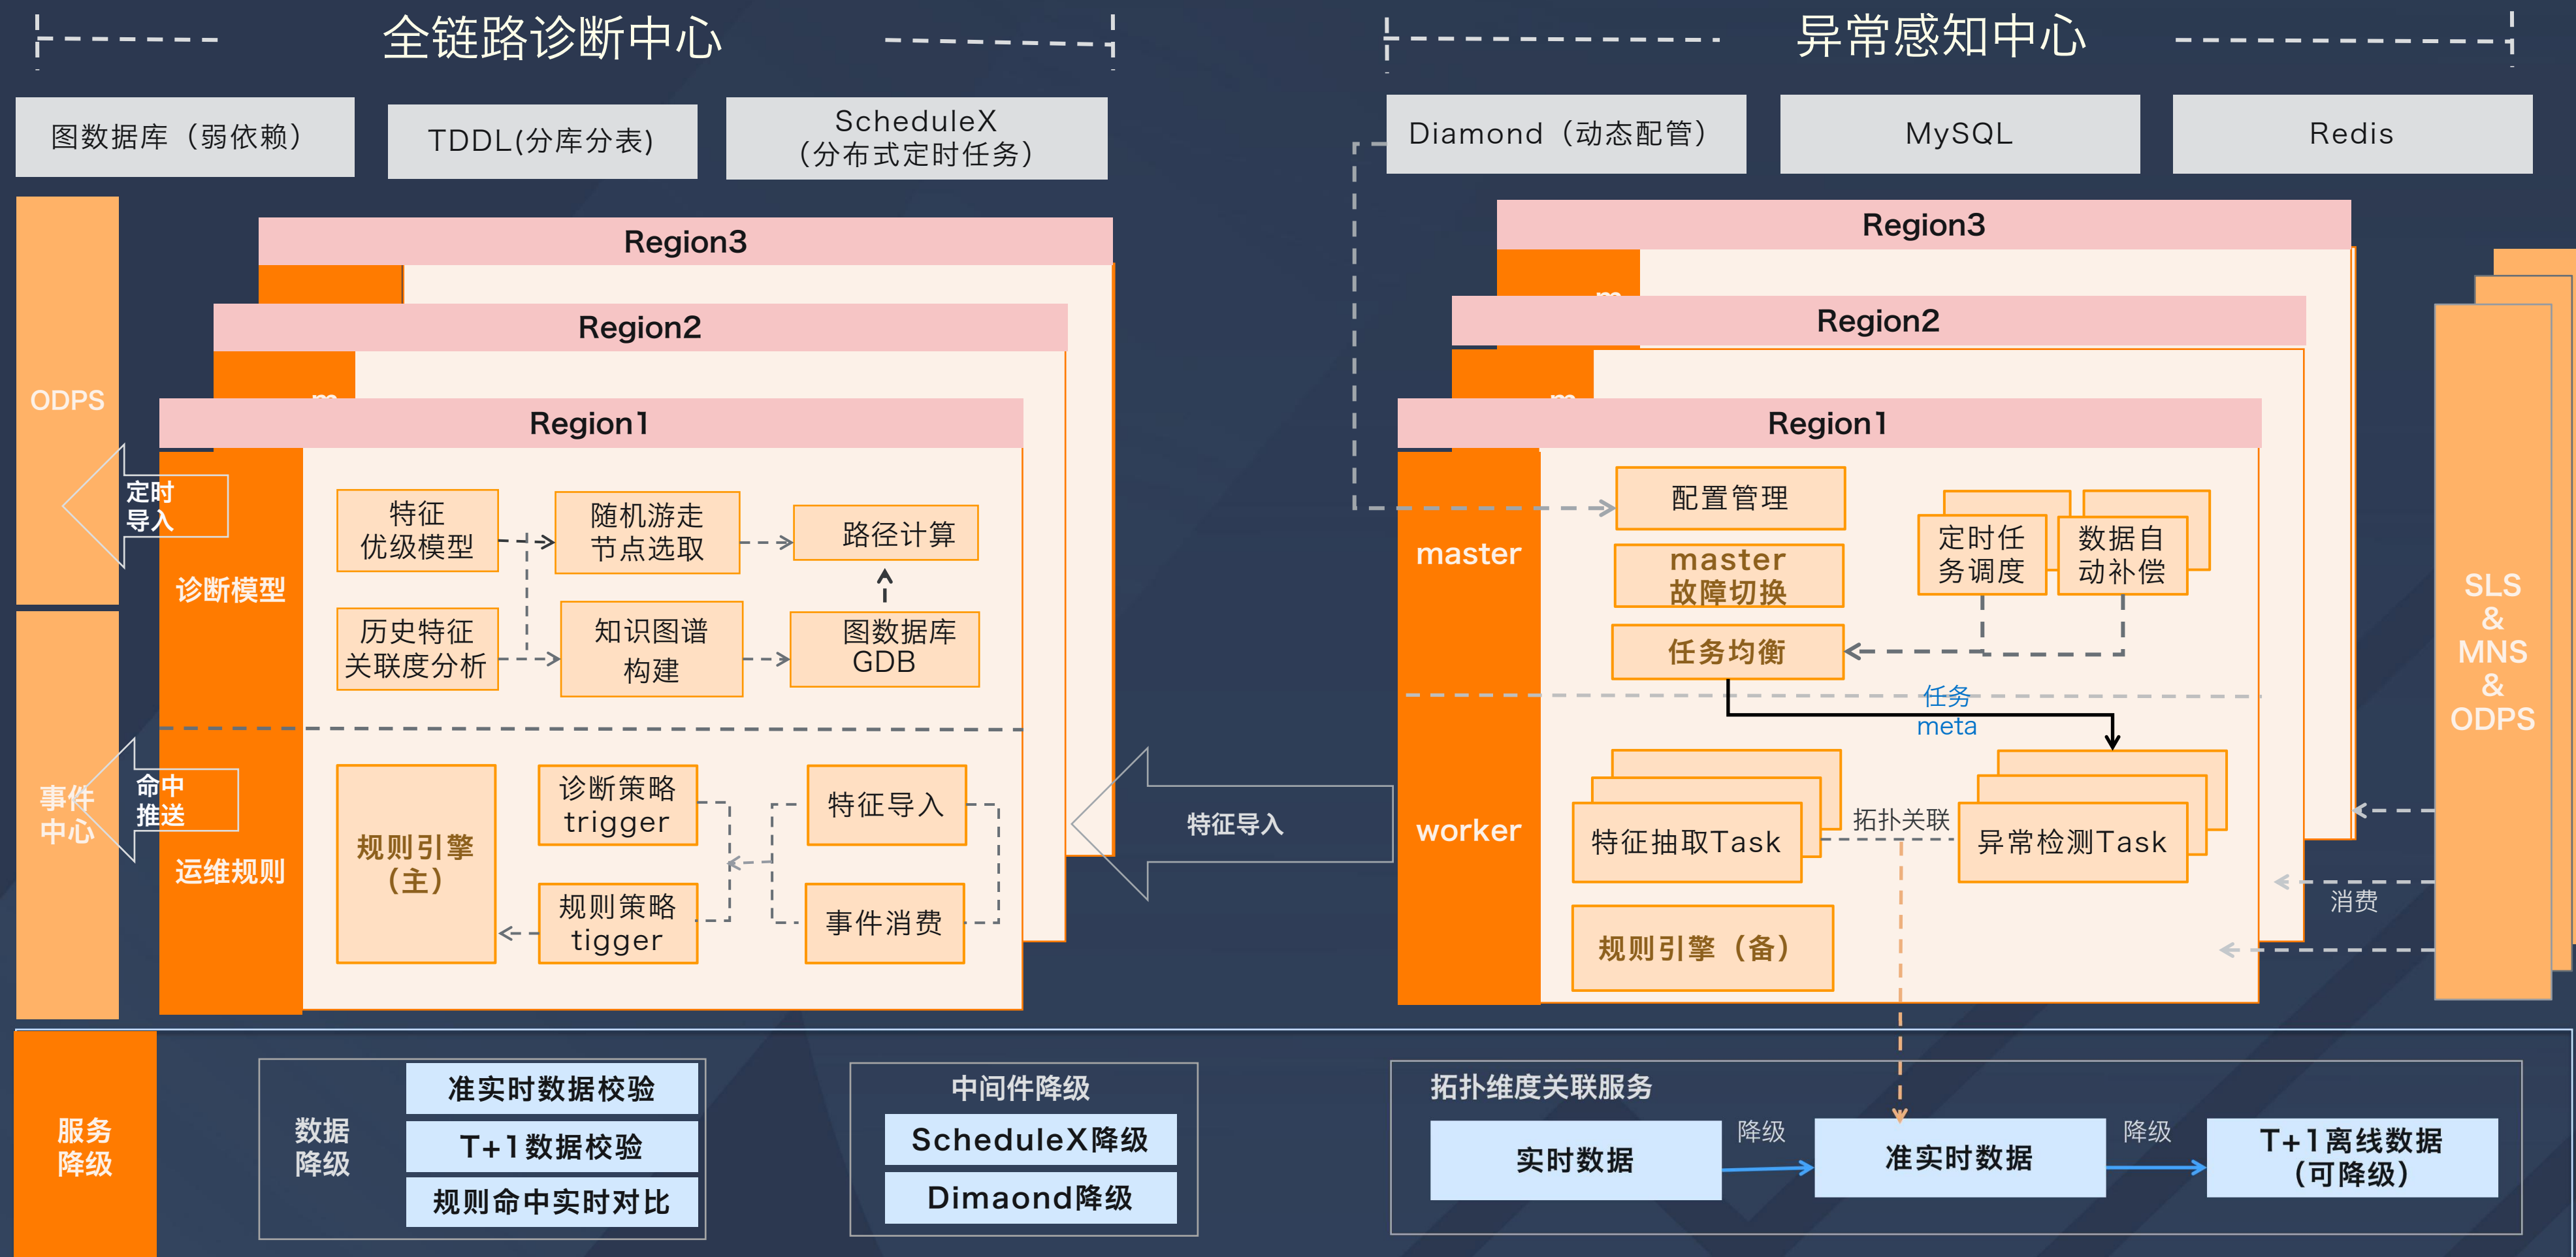 全链路诊断中心
异常感知中心
图数据库（弱依赖）
TDDL(分库分表)
ScheduleX
（分布式定时任务）
Diamond（动态配管）
MySQL
Redis
ODPS
定时
导入
事件
中心
命中
推送
Region3
Region2
m
Region1
诊断模型
特征
优级模型
随机游走
节点选取
路径计算
历史特征
关联度分析
知识图谱
构建
图数据库
GDB
运维规则
规则引擎
（主）
诊断策略
trigger
特征导入
规则策略
tigger
事件消费
特征导入
Region3
m
Region2
m
Region1
master
配置管理
master
故障切换
任务均衡
定时任
务调度
数据自
动补偿
任务
meta
worker
特征抽取Task
拓扑关联
异常检测Task
规则引擎（备）
消费
SLS
&
MNS
&
ODPS
服务
降级
数据
降级
准实时数据校验
T+1数据校验
规则命中实时对比
中间件降级
ScheduleX降级
Dimaond降级
拓扑维度关联服务
实时数据
降级
准实时数据
降级
T+1离线数据
（可降级）